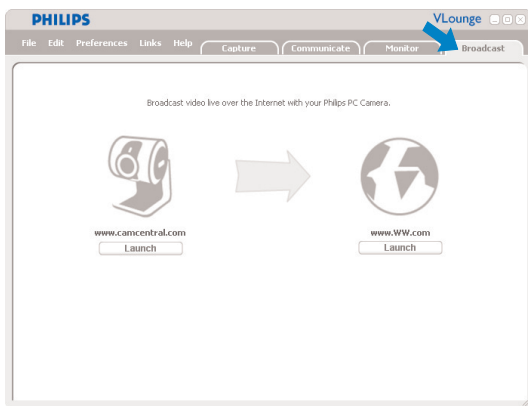 PHILIPS VLounge
File Edit Preferences Links Help Capture Communicate Monitor Broadcast
Broadcast video live over the Internet with your Philips PC Camera.
www.camcentral.com www.WW.com
Launch Launch